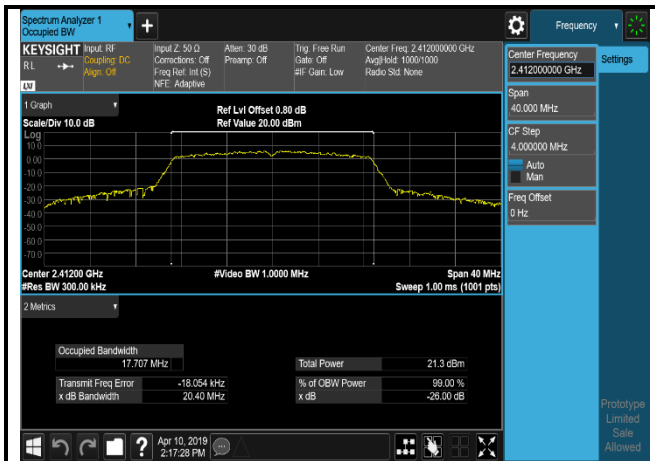 Spectrum Analyzer 1
Occupied BW
Frequency
KEYSIGHT
RL
LXI
Input: RF
Coupling: DC
Align: Off
Input Z: 50 Ω
Corrections: Off
Freq Ref: Int (S)
NFE: Adaptive
Atten: 30 dB
Preamp: Off
Trig: Free Run
Gate: Off
#IF Gain: Low
Center Freq: 2.412000000 GHz
Avg|Hold: 1000/1000
Radio Std: None
Center Frequency
2.412000000 GHz
Settings
Span
40.000 MHz
CF Step
4.000000 MHz
Auto
Man
Freq Offset
0 Hz
1 Graph
Scale/Div 10.0 dB
Ref Lvl Offset 0.80 dB
Ref Value 20.00 dBm
Log
10.0
0.00
-10.0
-20.0
-30.0
-40.0
-50.0
-60.0
-70.0
Center 2.41200 GHz
#Video BW 1.0000 MHz
Span 40 MHz
#Res BW 300.00 kHz
Sweep 1.00 ms (1001 pts)
2 Metrics
Occupied Bandwidth
17.707 MHz
Total Power 21.3 dBm
Transmit Freq Error -18.054 kHz
% of OBW Power 99.00 %
x dB Bandwidth 20.40 MHz
x dB -26.00 dB
Prototype
Limited
Sale
Allowed
?
Apr 10, 2019
2:17:28 PM